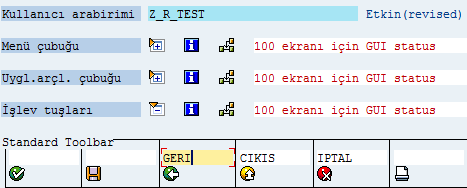 Kullanıcı arabirimi Z_R_TEST Etkin(revised)
Menü çubuğu 100 ekranı için GUI status
Uygl.arçl. çubuğu 100 ekranı için GUI status
İşlev tuşları 100 ekranı için GUI status
Standard Toolbar
GERI CIKIS IPTAL